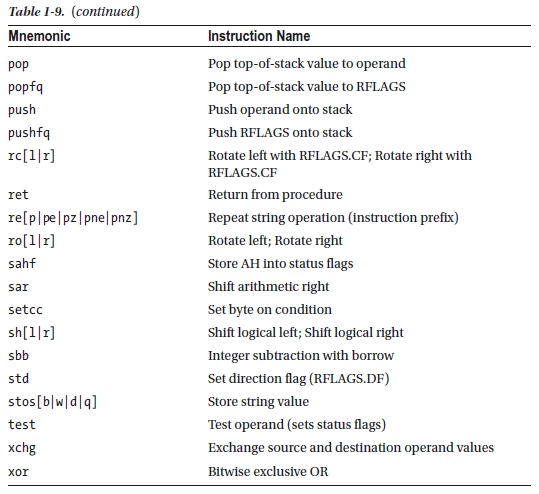 Table 1-9. (continued)
Mnemonic Instruction Name
pop Pop top-of-stack value to operand
popfq Pop top-of-stack value to RFLAGS
push Push operand onto stack
pushfq Push RFLAGS onto stack
rc[l|r] Rotate left with RFLAGS.CF; Rotate right with
RFLAGS.CF
ret Return from procedure
re[p|pe|pz|pne|pnz] Repeat string operation (instruction prefix)
ro[l|r] Rotate left; Rotate right
sahf Store AH into status flags
sar Shift arithmetic right
setcc Set byte on condition
sh[l|r] Shift logical left; Shift logical right
sbb Integer subtraction with borrow
std Set direction flag (RFLAGS.DF)
stos[b|w|d|q] Store string value
test Test operand (sets status flags)
xchg Exchange source and destination operand values
xor Bitwise exclusive OR